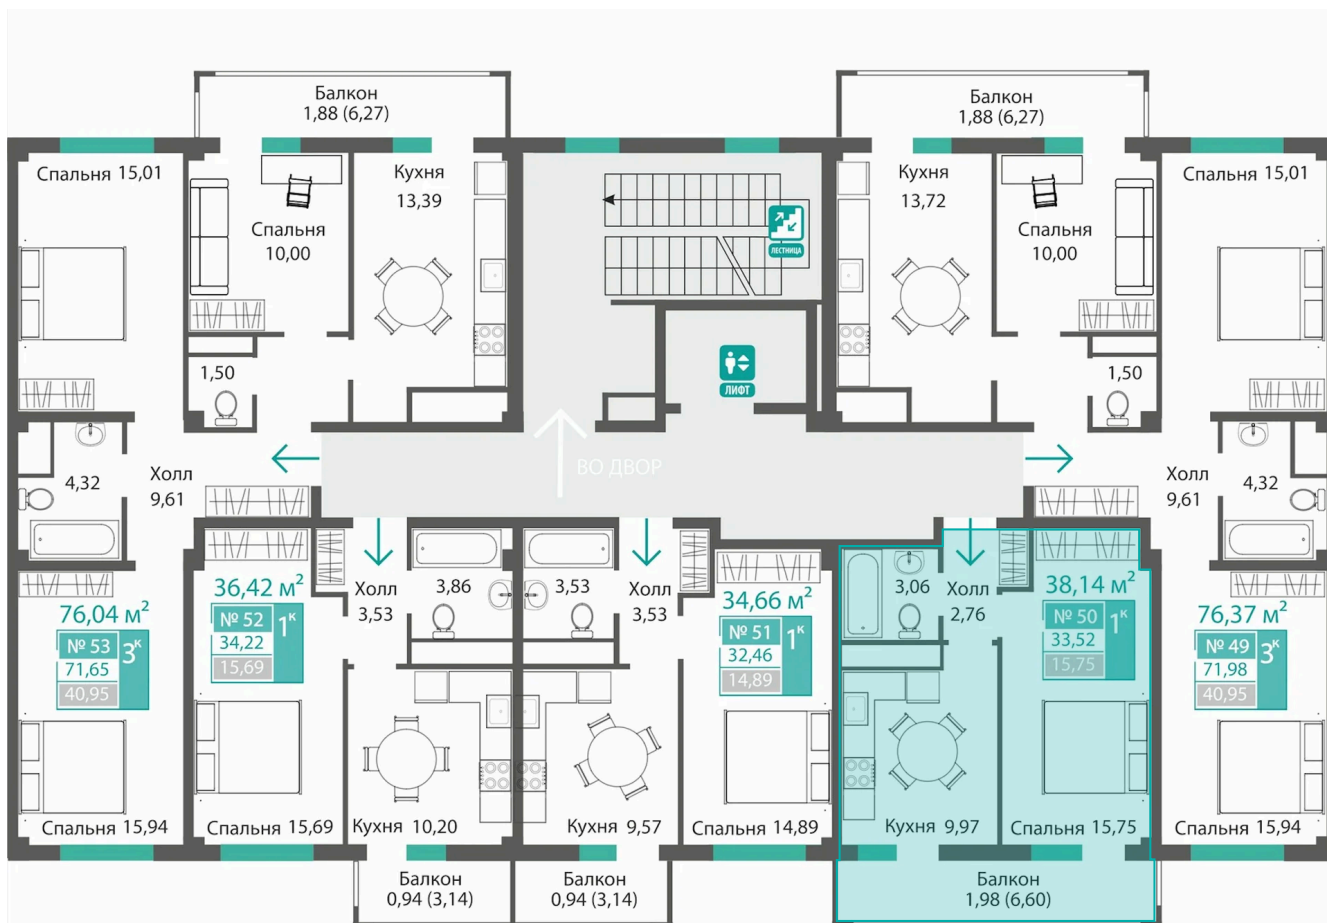 Балкон
1,88 (6,27)
Балкон
1,88 (6,27)
Спальня 15,01
Кухня
13,39
Спальня
10,00
ЛЕСТНИЦА
Кухня
13,72
Спальня
10,00
Спальня 15,01
1,50
ЛИФТ
1,50
4,32
Холл
9,61
ВО ДВОР
Холл
9,61
4,32
76,04 м²
№ 53
71,65
40,95
3к
36,42 м²
№ 52
34,22
15,69
1к
Холл
3,53
3,86
3,53
Холл
3,53
34,66 м²
№ 51
32,46
14,89
1к
3,06
Холл
2,76
38,14 м²
№ 50
33,52
15,75
1к
76,37 м²
№ 49
71,98
40,95
3к
Спальня 15,94
Спальня 15,69
Кухня 10,20
Кухня 9,57
Спальня 14,89
Кухня 9,97
Спальня 15,75
Спальня 15,94
Балкон
0,94 (3,14)
Балкон
0,94 (3,14)
Балкон
1,98 (6,60)